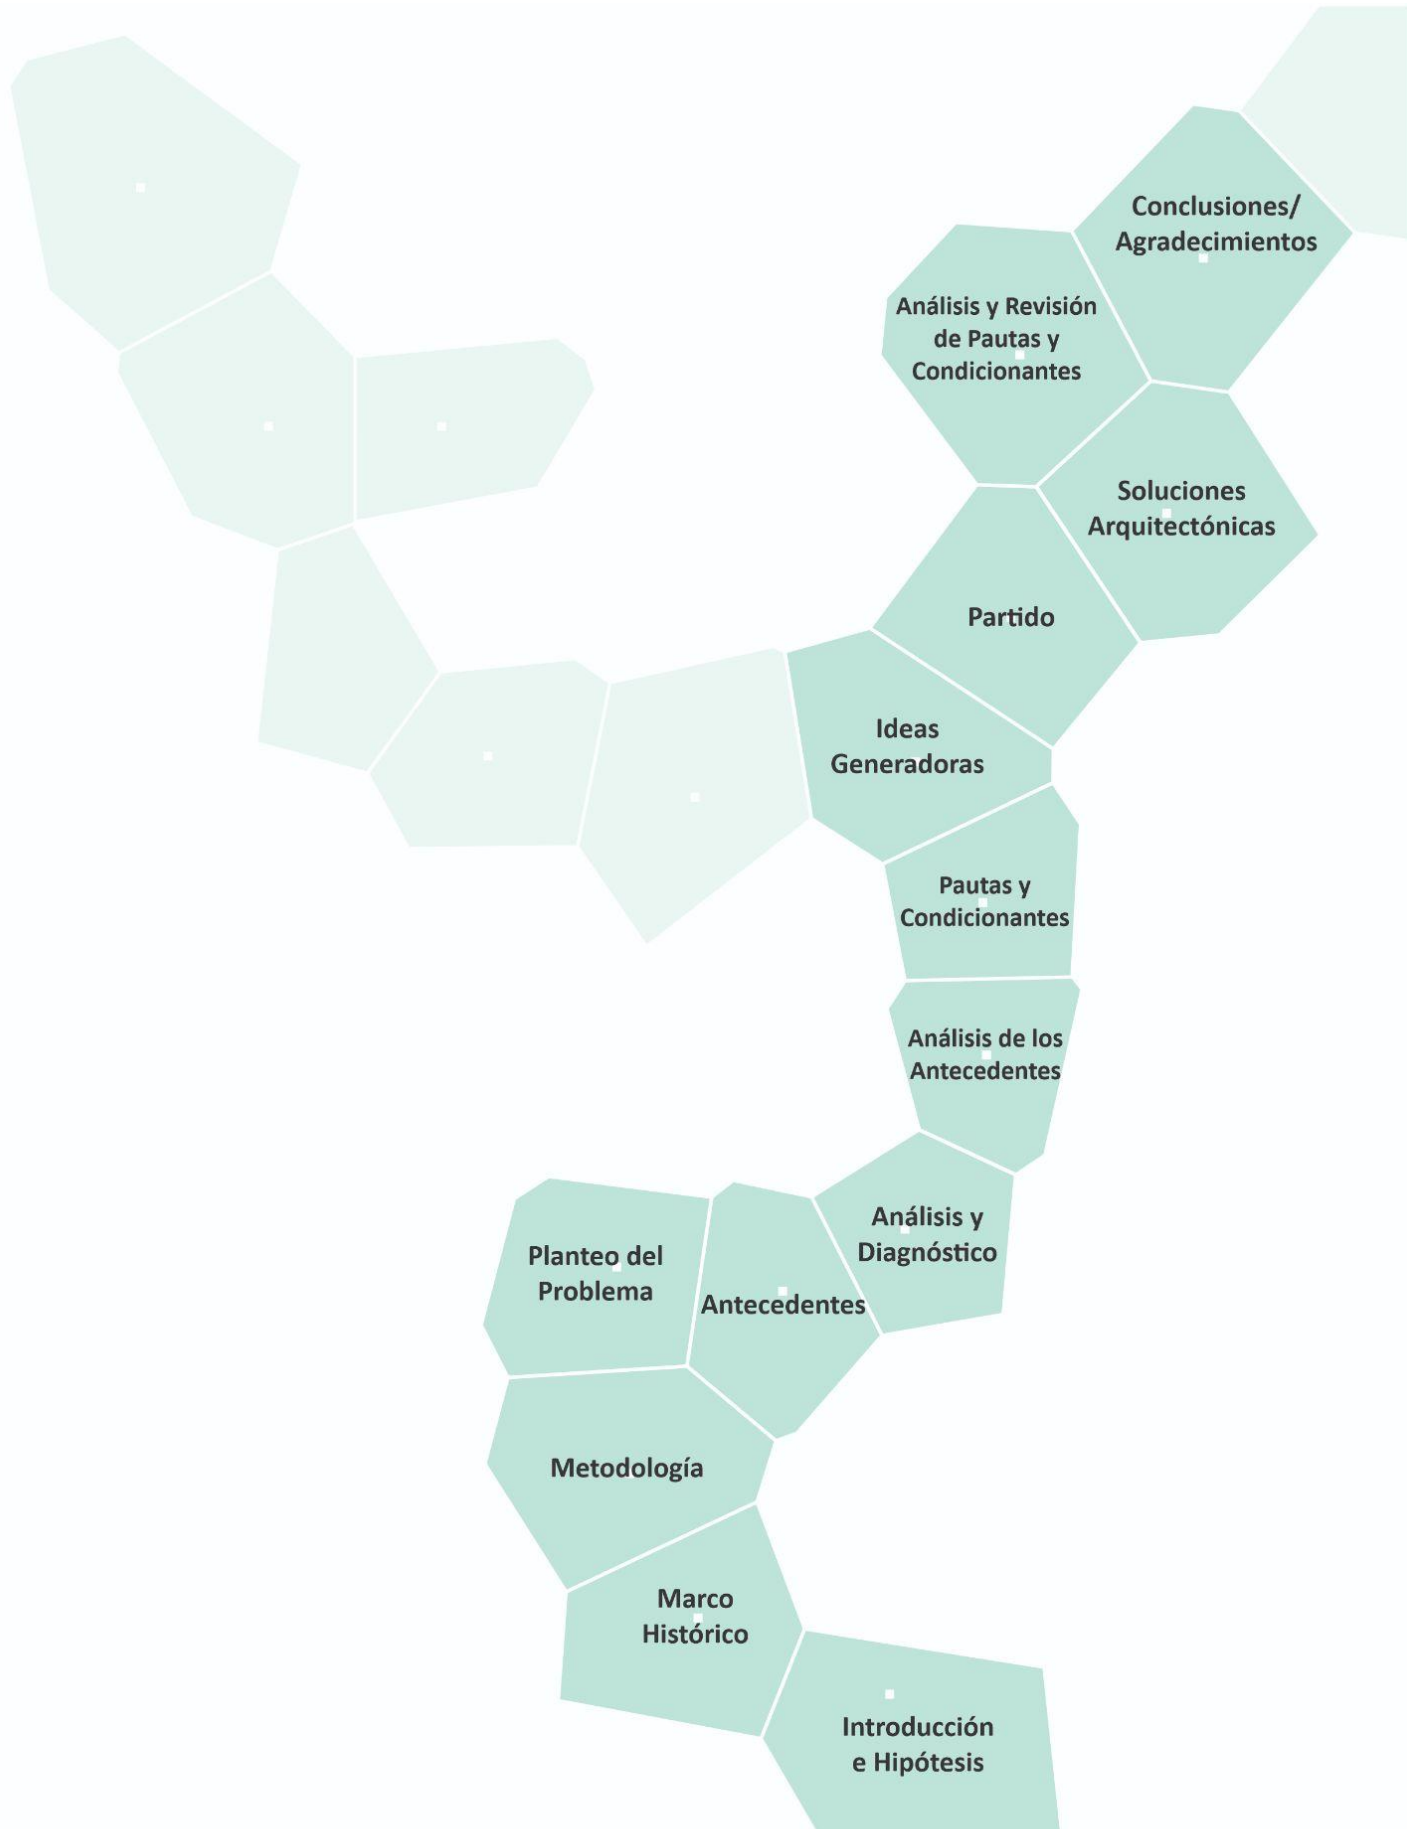 Conclusiones/
Agradecimientos
Análisis y Revisión
de Pautas y
Condicionantes
Soluciones
Arquitectónicas
Partido
Ideas
Generadoras
Pautas y
Condicionantes
Análisis de los
Antecedentes
Análisis y
Diagnóstico
Planteo del
Problema
Antecedentes
Metodología
Marco
Histórico
Introducción
e Hipótesis